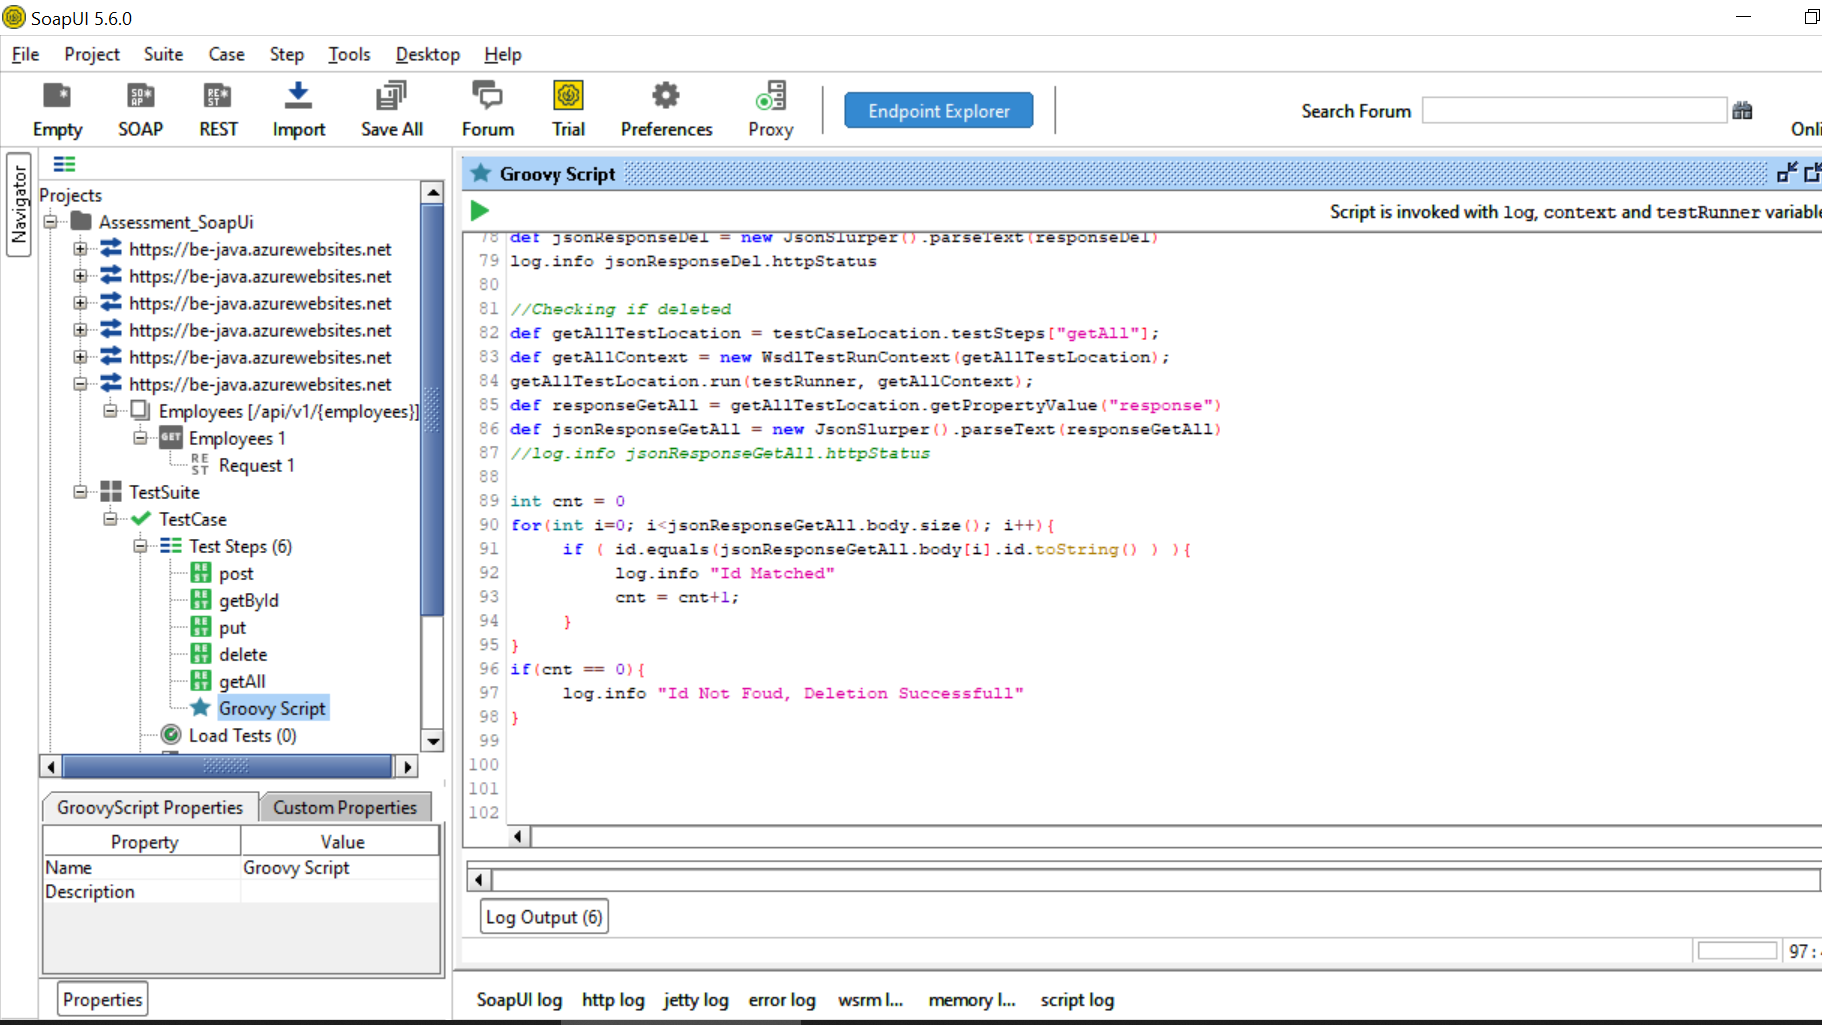 SoapUI 5.6.0
File Project Suite Case Step Tools Desktop Help
Empty SOAP REST Import Save All Forum Trial Preferences Proxy Endpoint Explorer Search Forum
Navigator
Projects
Assessment_SoapUi
https://be-java.azurewebsites.net
https://be-java.azurewebsites.net
https://be-java.azurewebsites.net
https://be-java.azurewebsites.net
https://be-java.azurewebsites.net
https://be-java.azurewebsites.net
Employees [/api/v1/{employees}]
GET Employees 1
REST Request 1
TestSuite
TestCase
Test Steps (6)
REST post
REST getById
REST put
REST delete
REST getAll
Groovy Script
Load Tests (0)
GroovyScript Properties Custom Properties
Property Value
Name Groovy Script
Description
Properties
Groovy Script
Script is invoked with log, context and testRunner variable
78 def jsonResponseDel = new JsonSlurper().parseText(responseDel)
79 log.info jsonResponseDel.httpStatus
80
81 //Checking if deleted
82 def getAllTestLocation = testCaseLocation.testSteps["getAll"];
83 def getAllContext = new WsdlTestRunContext(getAllTestLocation);
84 getAllTestLocation.run(testRunner, getAllContext);
85 def responseGetAll = getAllTestLocation.getPropertyValue("response")
86 def jsonResponseGetAll = new JsonSlurper().parseText(responseGetAll)
87 //log.info jsonResponseGetAll.httpStatus
88
89 int cnt = 0
90 for(int i=0; i<jsonResponseGetAll.body.size(); i++){
91 if ( id.equals(jsonResponseGetAll.body[i].id.toString() ) ){
92 log.info "Id Matched"
93 cnt = cnt+1;
94 }
95 }
96 if(cnt == 0){
97 log.info "Id Not Foud, Deletion Successfull"
98 }
99
100
101
102
Log Output (6)
97 :
SoapUI log http log jetty log error log wsrm l... memory l... script log